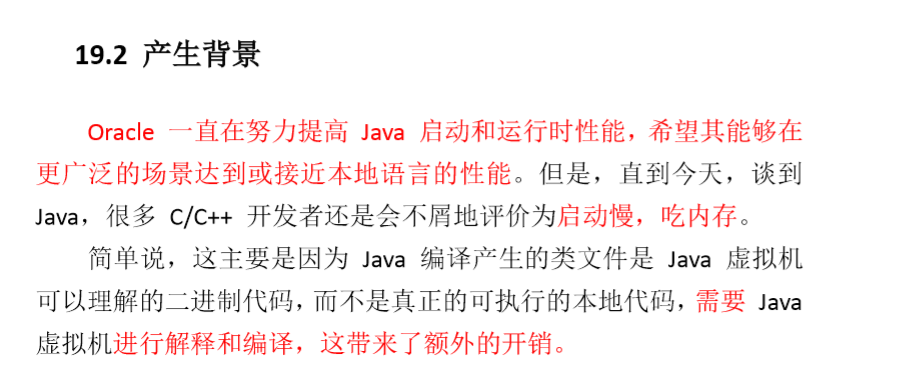 19.2 产生背景
Oracle 一直在努力提高 Java 启动和运行时性能，希望其能够在
更广泛的场景达到或接近本地语言的性能。但是，直到今天，谈到
Java，很多 C/C++ 开发者还是会不屑地评价为启动慢，吃内存。
简单说，这主要是因为 Java 编译产生的类文件是 Java 虚拟机
可以理解的二进制代码，而不是真正的可执行的本地代码，需要 Java
虚拟机进行解释和编译，这带来了额外的开销。